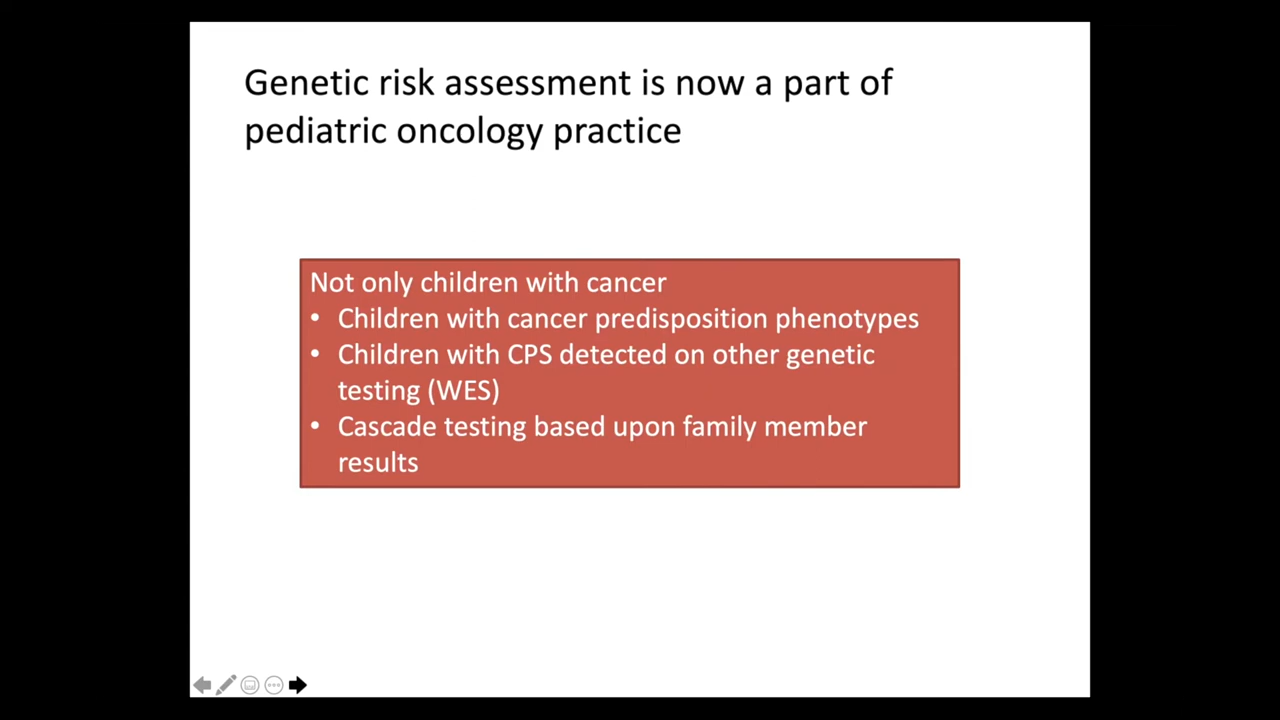 Genetic risk assessment is now a part of
pediatric oncology practice
Not only children with cancer
• Children with cancer predisposition phenotypes
• Children with CPS detected on other genetic
testing (WES)
• Cascade testing based upon family member
results